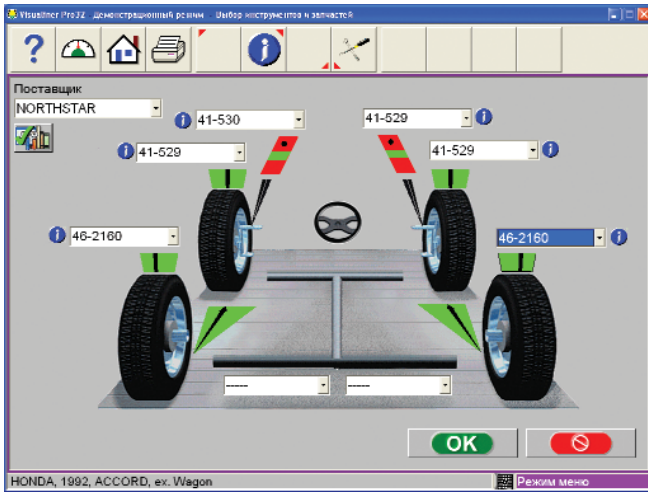 Visualiner Pro32 Демонстрационный режим Выбор инструментов и запчастей
Поставщик
NORTHSTAR
41-530
41-529
41-529
41-529
46-2160
46-2160
-----
-----
OK
HONDA, 1992, ACCORD, ex. Wagon
Режим меню